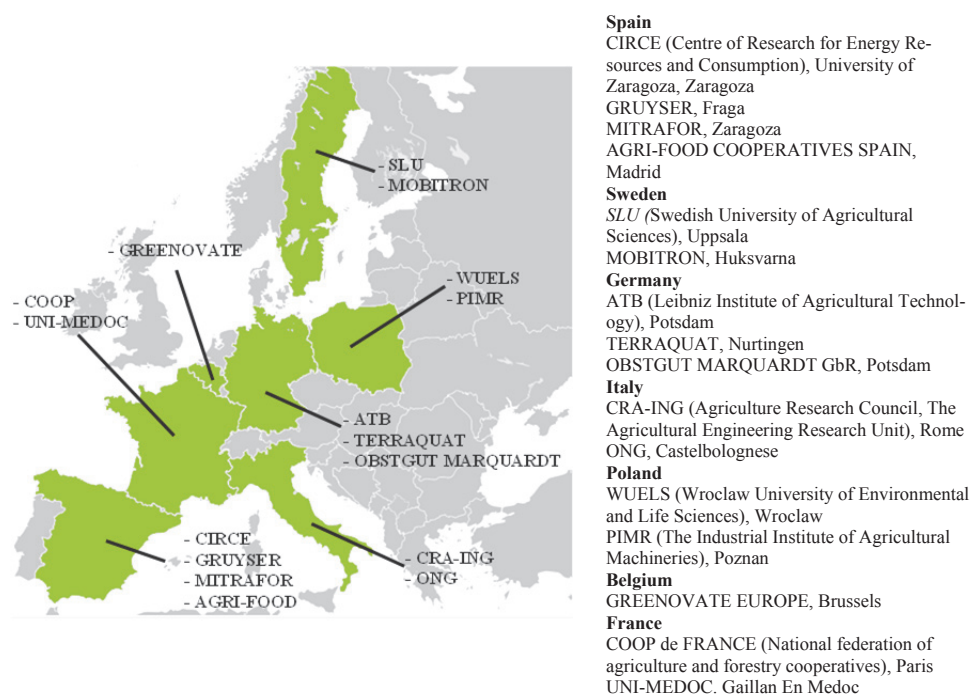 - SLU
- MOBITRON
- GREENOVATE
- WUELS
- PIMR
- COOP
- UNI-MEDOC
- ATB
- TERRAQUAT
- OBSTGUT MARQUARDT
- CIRCE
- GRUYSER
- MITRAFOR
- AGRI-FOOD
- CRA-ING
- ONG
Spain
CIRCE (Centre of Research for Energy Re-
sources and Consumption), University of
Zaragoza, Zaragoza
GRUYSER, Fraga
MITRAFOR, Zaragoza
AGRI-FOOD COOPERATIVES SPAIN,
Madrid
Sweden
SLU (Swedish University of Agricultural
Sciences), Uppsala
MOBITRON, Huksvarna
Germany
ATB (Leibniz Institute of Agricultural Technol-
ogy), Potsdam
TERRAQUAT, Nurtingen
OBSTGUT MARQUARDT GbR, Potsdam
Italy
CRA-ING (Agriculture Research Council, The
Agricultural Engineering Research Unit), Rome
ONG, Castelbolognese
Poland
WUELS (Wroclaw University of Environmental
and Life Sciences), Wroclaw
PIMR (The Industrial Institute of Agricultural
Machineries), Poznan
Belgium
GREENOVATE EUROPE, Brussels
France
COOP de FRANCE (National federation of
agriculture and forestry cooperatives), Paris
UNI-MEDOC, Gaillan En Medoc